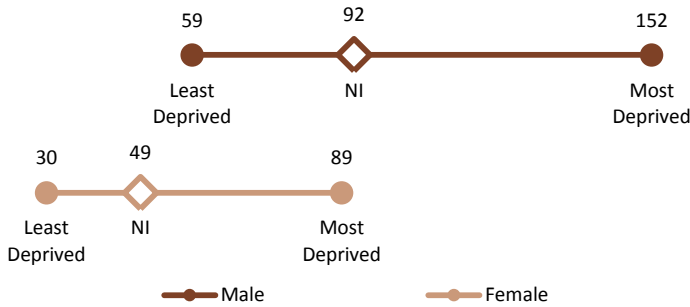 59 92 152
Least NI Most
Deprived Deprived
30 49 89
Least NI Most
Deprived Deprived
Male Female